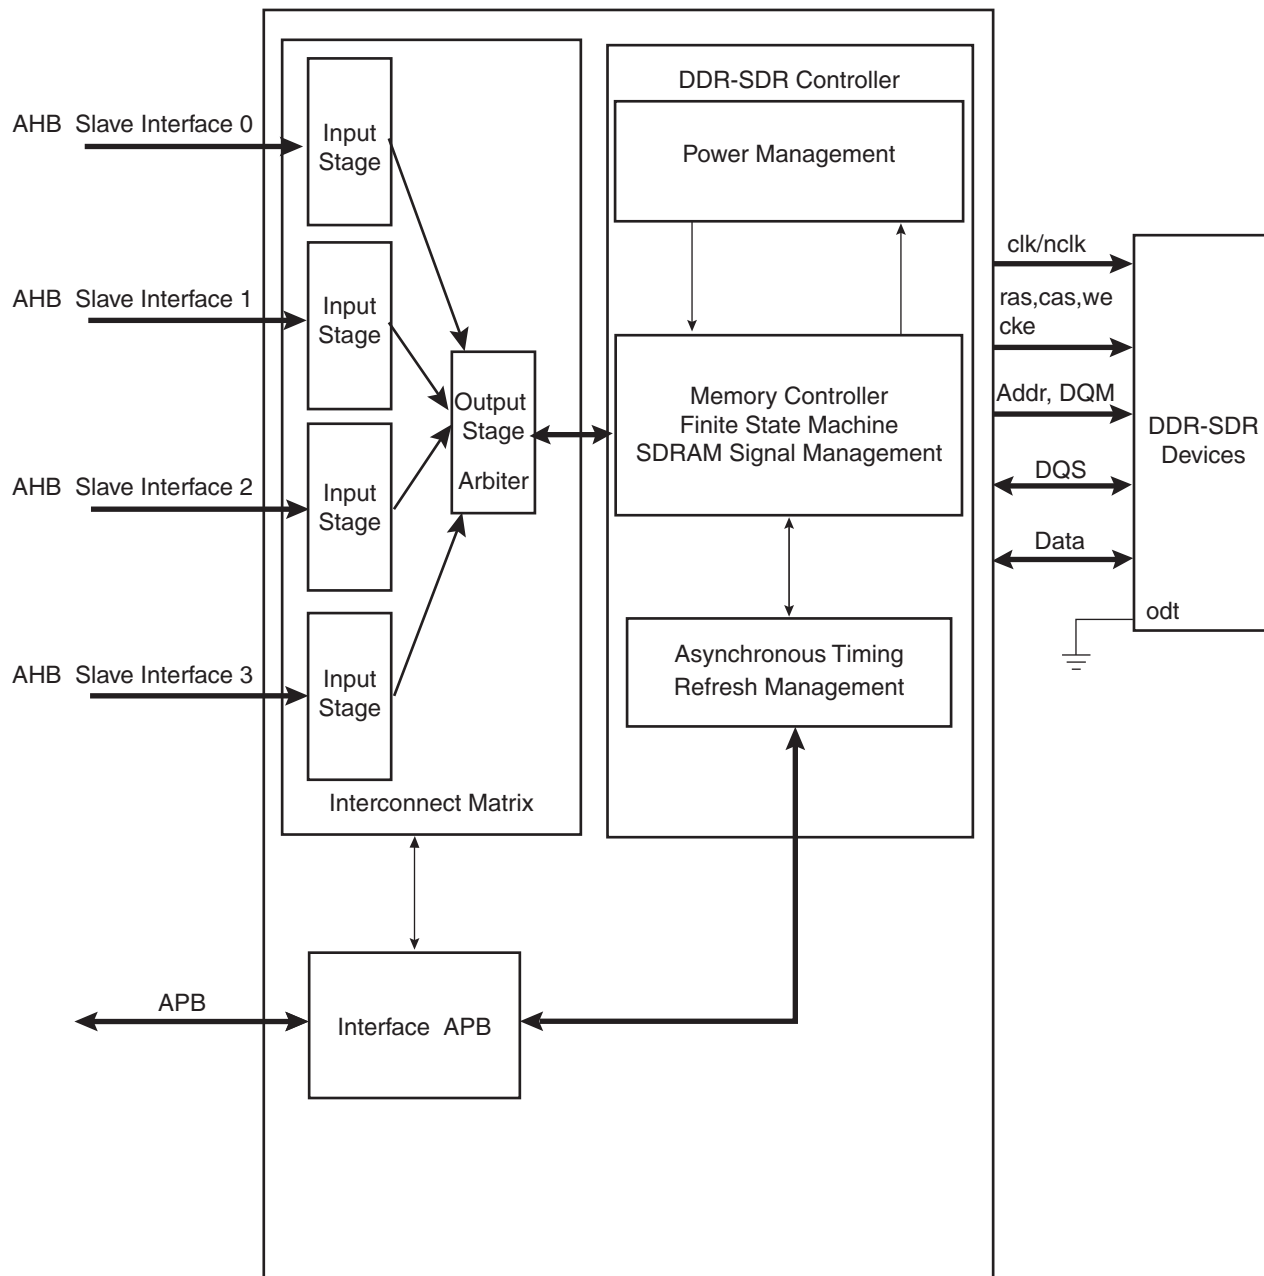 DDR-SDR Controller
AHB  Slave Interface 0
Input
Stage
Power Management
AHB  Slave Interface 1
Input
Stage
clk/nclk
ras,cas,we
cke
Output
Stage
Arbiter
Memory Controller
Finite State Machine
SDRAM Signal Management
Addr, DQM
DDR-SDR
Devices
AHB  Slave Interface 2
Input
Stage
DQS
Data
odt
AHB  Slave Interface 3
Input
Stage
Asynchronous Timing
Refresh Management
Interconnect Matrix
APB
Interface  APB